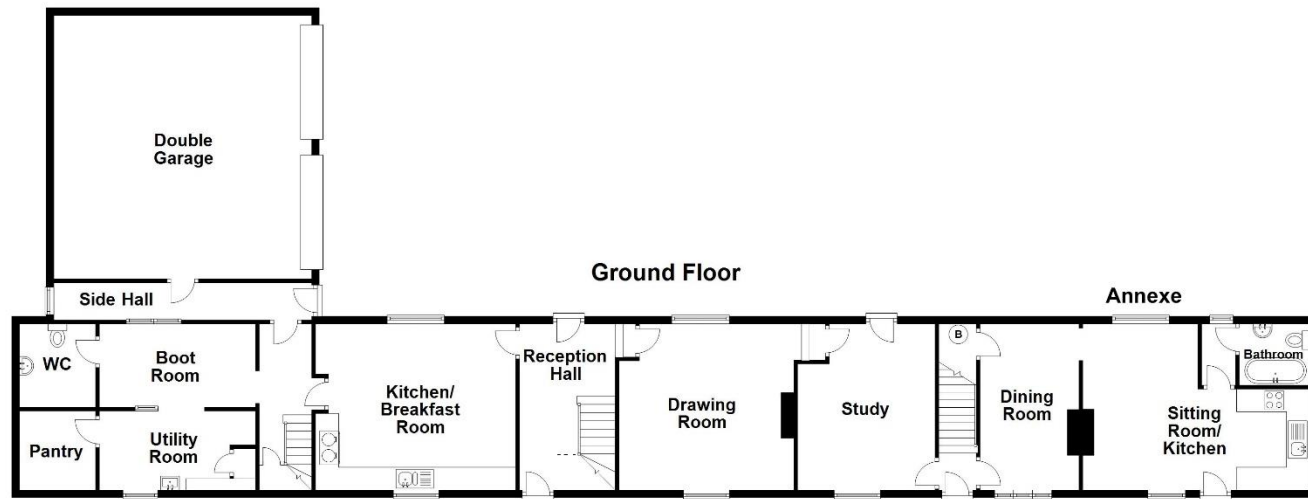 Double
Garage
Ground Floor
Side Hall
Annexe
WC
Boot
Room
Reception
Hall
Bathroom
B
Kitchen/
Breakfast
Room
Drawing
Room
Study
Dining
Room
Sitting
Room/
Kitchen
Pantry
Utility
Room